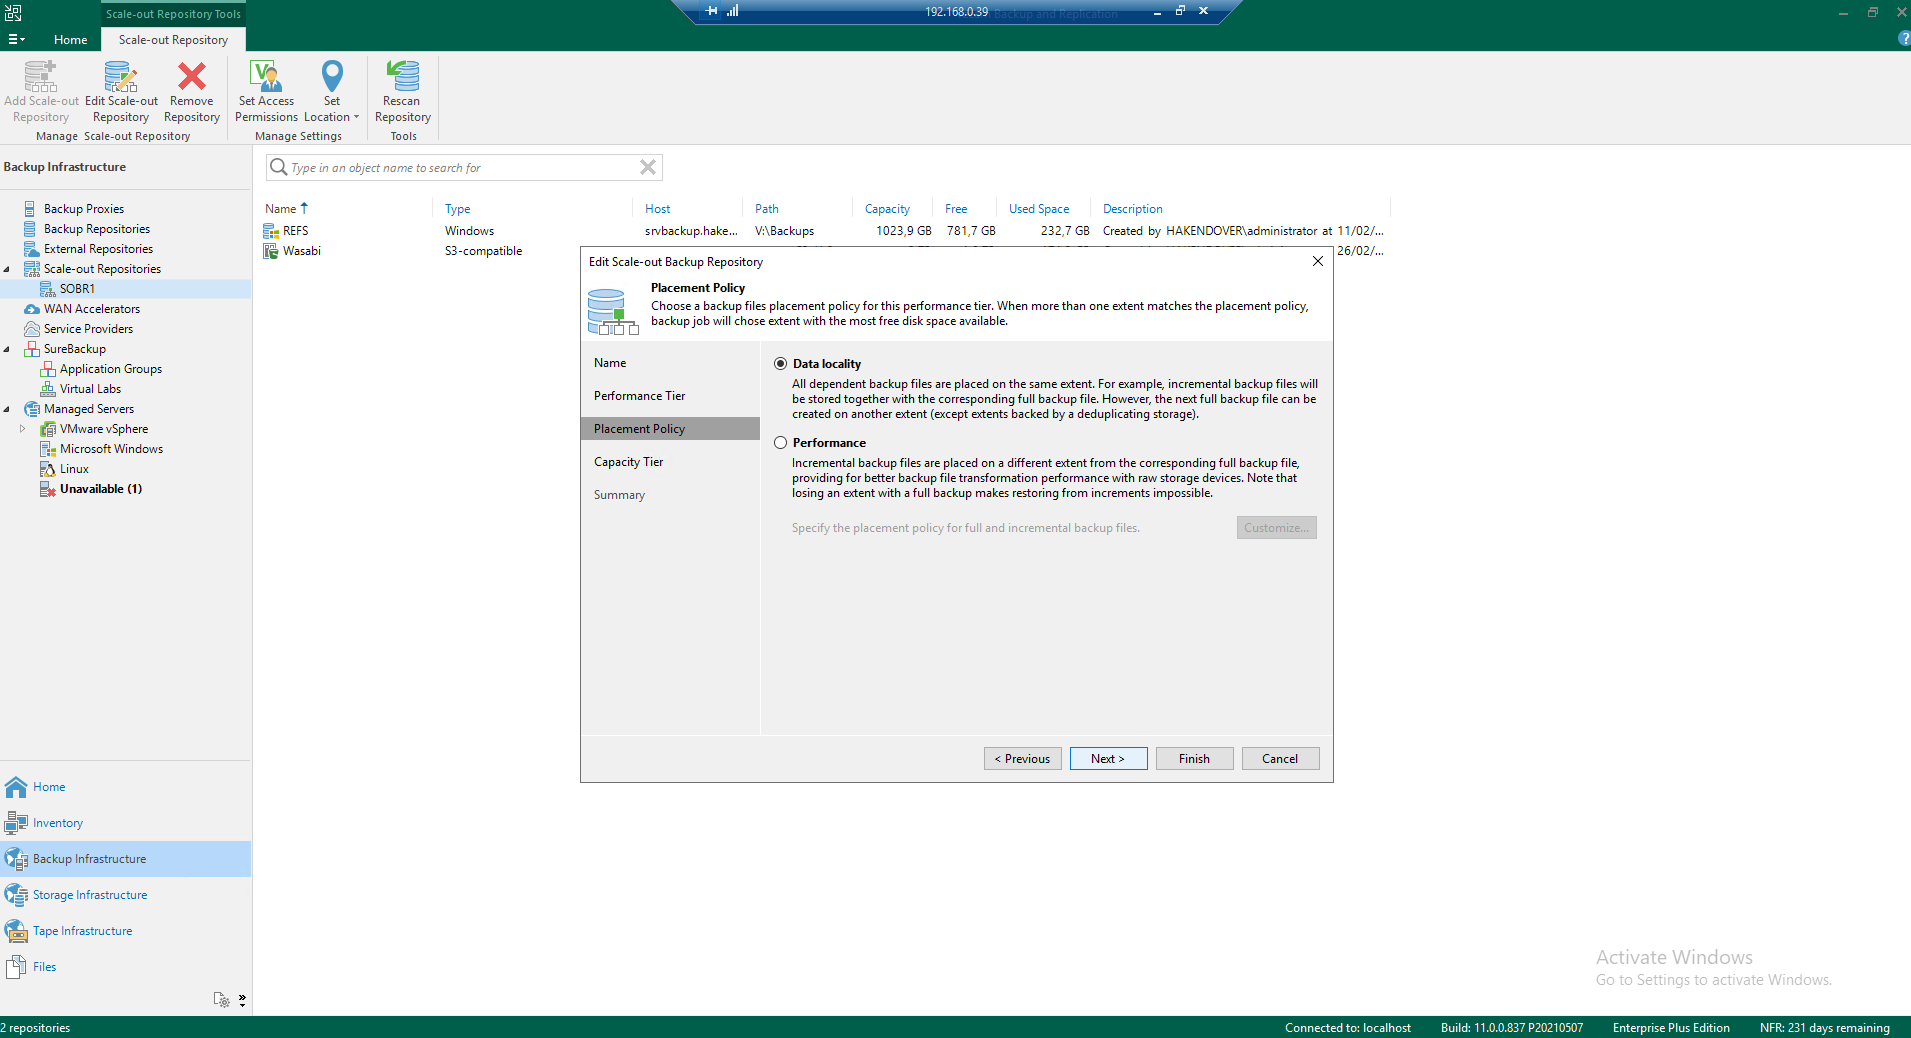 Scale-out Repository Tools
192.168.0.39
Backup and Replication
Home
Scale-out Repository
Add Scale-out
Repository
Edit Scale-out
Repository
Remove
Repository
Set Access
Permissions
Set
Location
Rescan
Repository
Manage Scale-out Repository
Manage Settings
Tools
Backup Infrastructure
Type in an object name to search for
Backup Proxies
Backup Repositories
External Repositories
Scale-out Repositories
SOBR1
WAN Accelerators
Service Providers
SureBackup
Application Groups
Virtual Labs
Managed Servers
VMware vSphere
Microsoft Windows
Linux
Unavailable (1)
Name Type Host Path Capacity Free Used Space Description
REFS Windows srvbackup.hake... V:\Backups 1023,9 GB 781,7 GB 232,7 GB Created by HAKENDOVER\administrator at 11/02/...
Wasabi S3-compatible 26/02/...
Edit Scale-out Backup Repository
Placement Policy
Choose a backup files placement policy for this performance tier. When more than one extent matches the placement policy,
backup job will chose extent with the most free disk space available.
Name
Performance Tier
Placement Policy
Capacity Tier
Summary
Data locality
All dependent backup files are placed on the same extent. For example, incremental backup files will
be stored together with the corresponding full backup file. However, the next full backup file can be
created on another extent (except extents backed by a deduplicating storage).
Performance
Incremental backup files are placed on a different extent from the corresponding full backup file,
providing for better backup file transformation performance with raw storage devices. Note that
losing an extent with a full backup makes restoring from increments impossible.
Specify the placement policy for full and incremental backup files.
Customize...
< Previous
Next >
Finish
Cancel
Home
Inventory
Backup Infrastructure
Storage Infrastructure
Tape Infrastructure
Files
Activate Windows
Go to Settings to activate Windows.
2 repositories
Connected to: localhost
Build: 11.0.0.837 P20210507
Enterprise Plus Edition
NFR: 231 days remaining